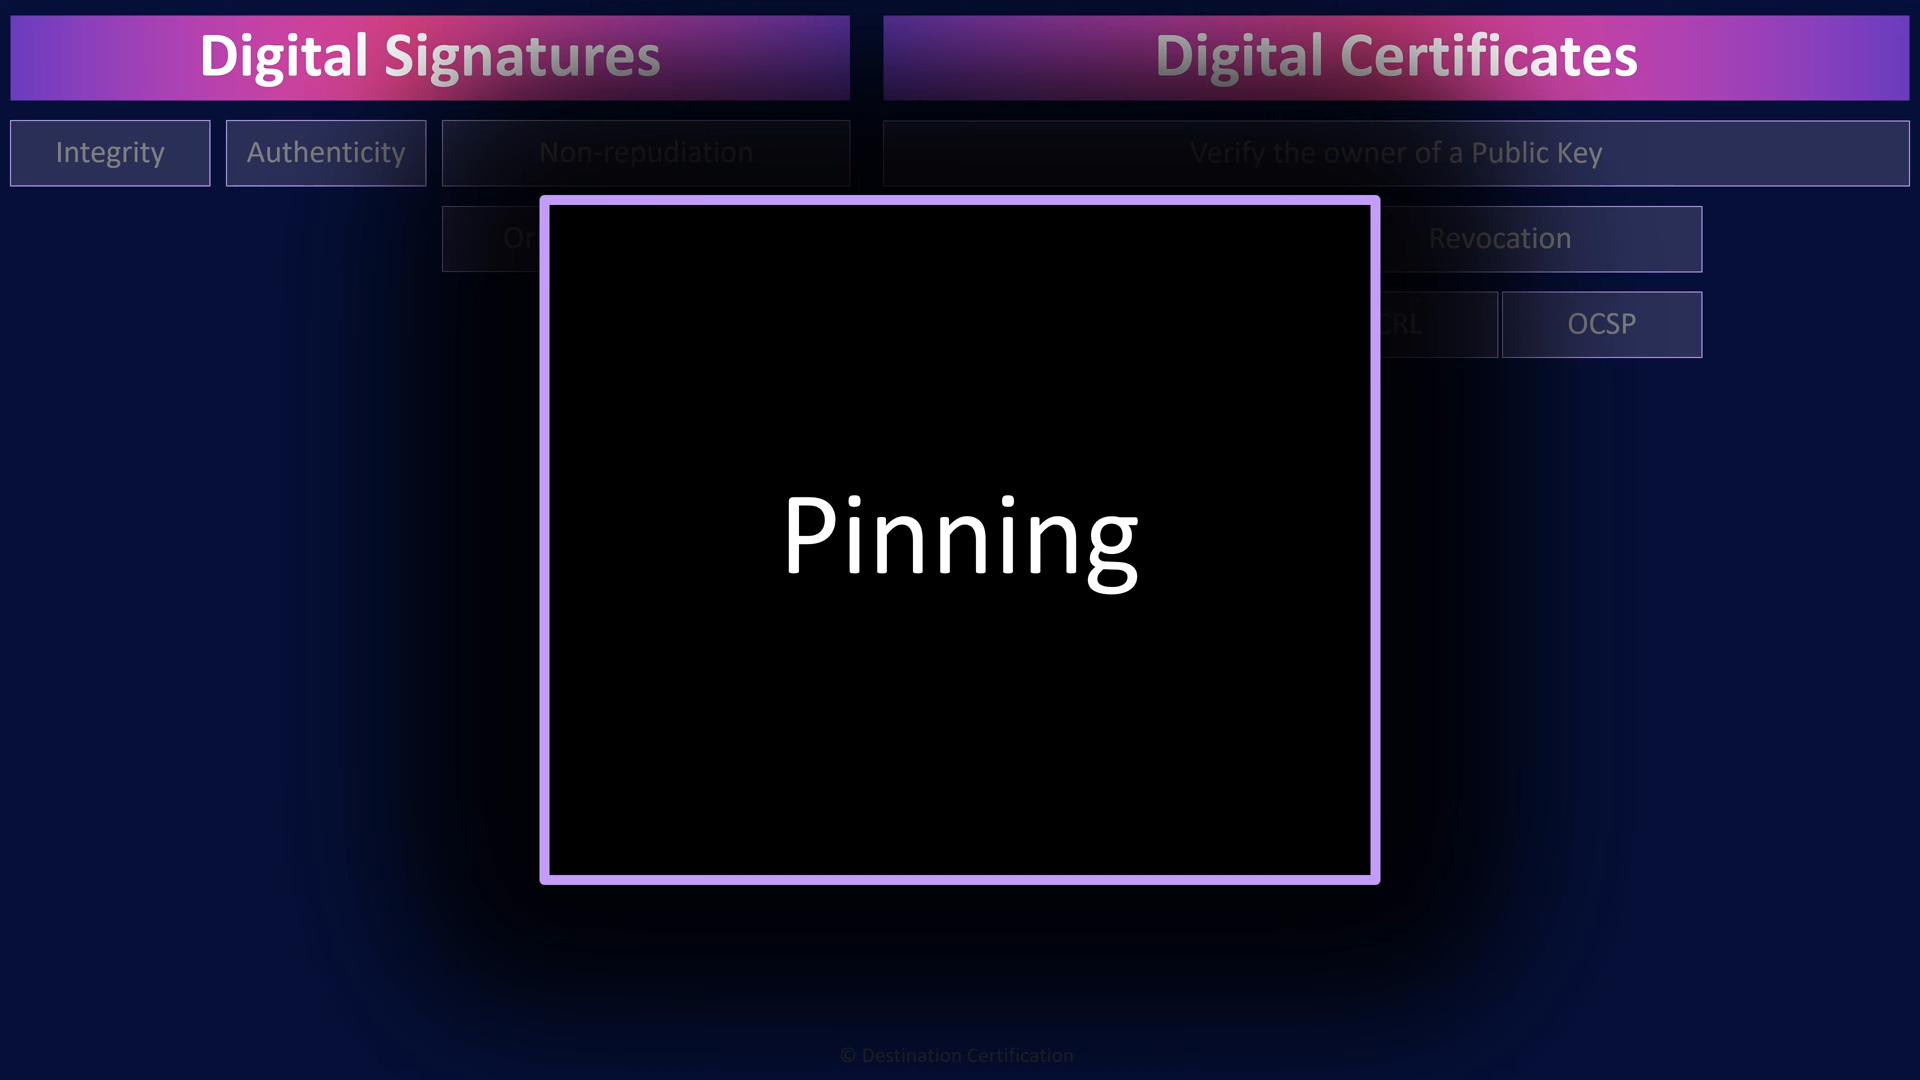 Digital Signatures
Digital Certificates
Integrity
Authenticity
Non-repudiation
Verify the owner of a Public Key
Revocation
OCSP
Pinning
© Destination Certification